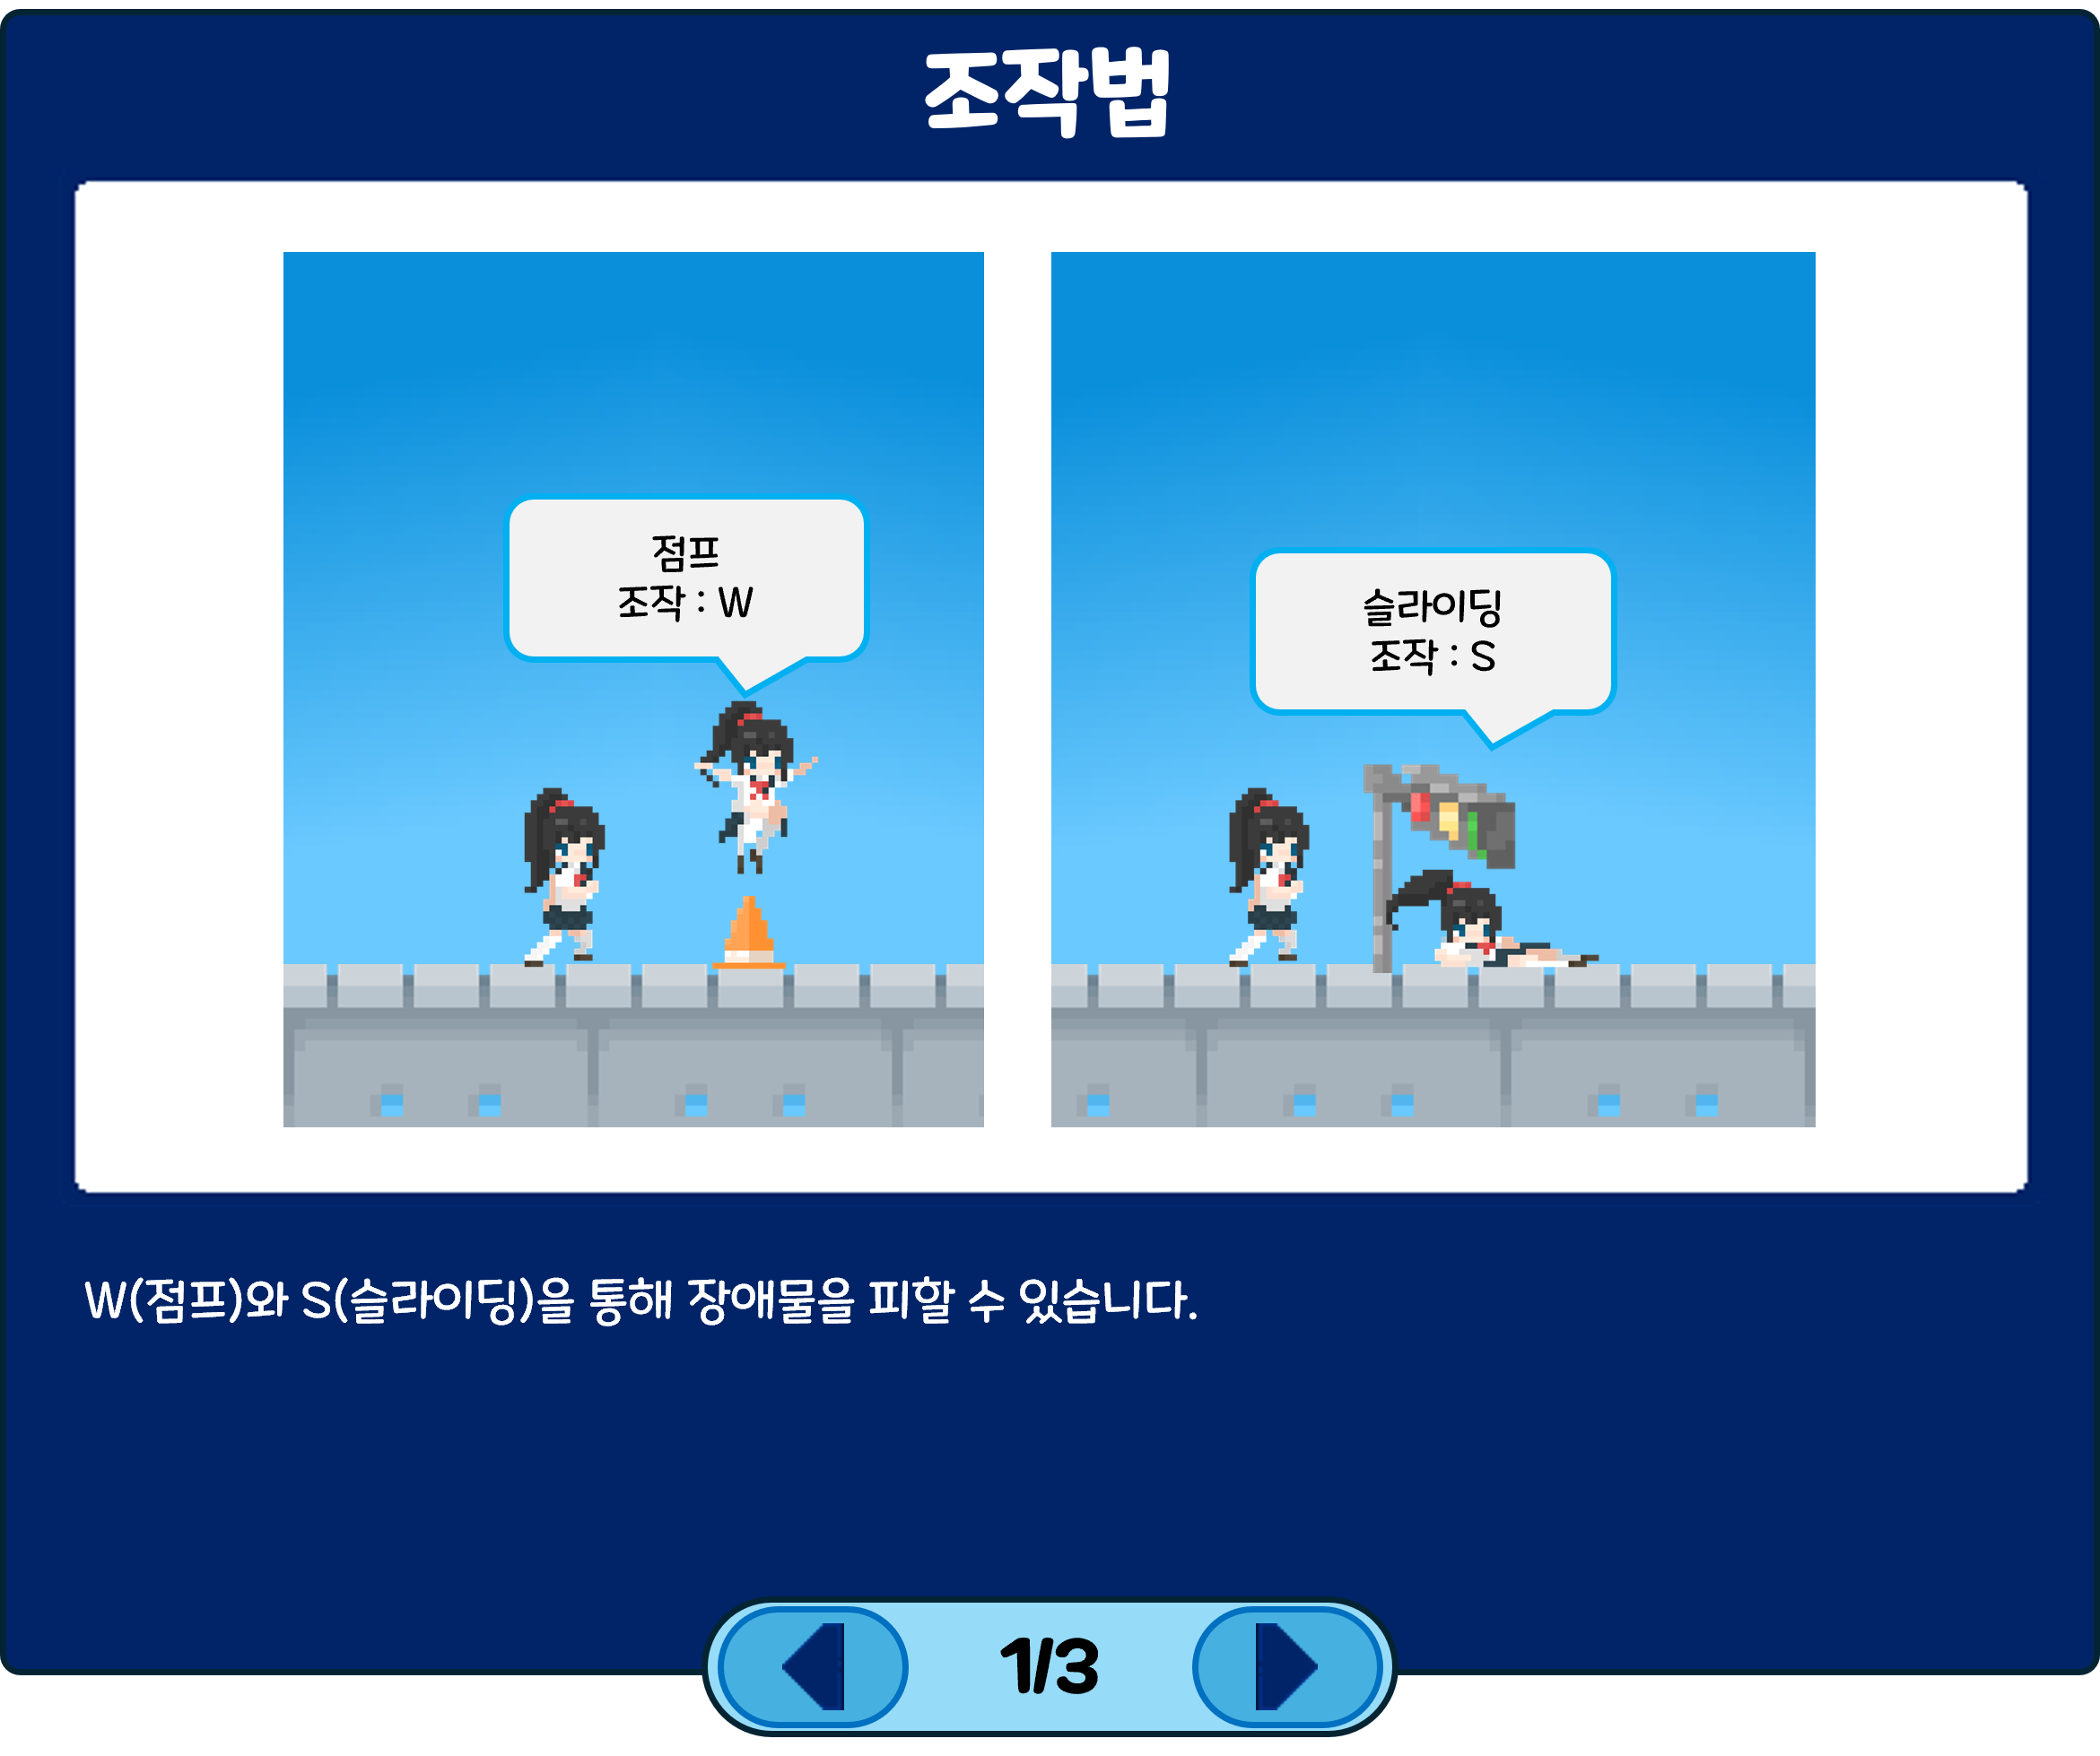 조작법
점프
조작 : W
슬라이딩
조작 : S
W(점프)와 S(슬라이딩)을 통해 장애물을 피할 수 있습니다.
1/3